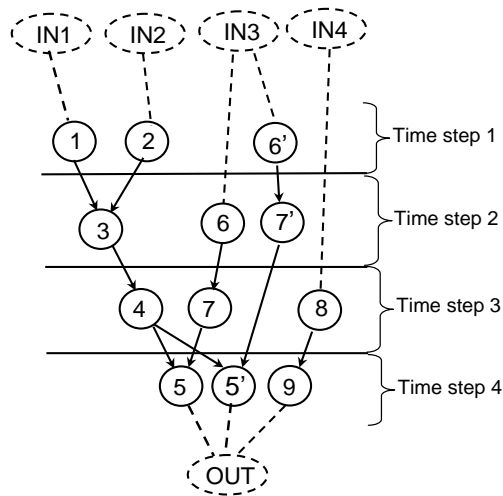 IN1 IN2 IN3 IN4
1 2 6' Time step 1
3 6 7' Time step 2
4 7 8 Time step 3
5 5' 9 Time step 4
OUT